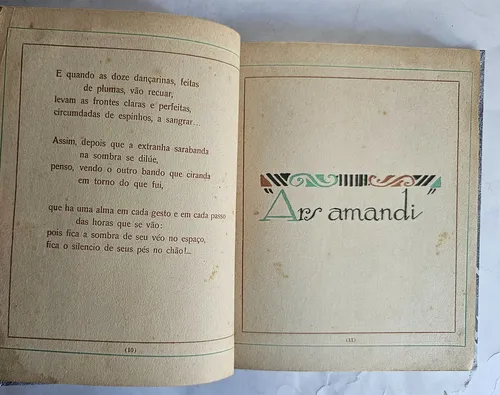 E quando as doze dançarinas, feitas
de plumas, vão recuar,
levam as frontes claras e perfeitas,
circumdadas de espinhos, a sangrar...
Assim, depois que a extranha sarabanda
na sombra se dilúe,
penso, vendo o outro bando que ciranda
em torno do que fui,
que ha uma alma em cada gesto e em cada passo
das horas que se vão:
pois fica a sombra de seu véo no espaço,
fica o silencio de seus pés no chão!..
(10)
"Ars amandi"
(11)